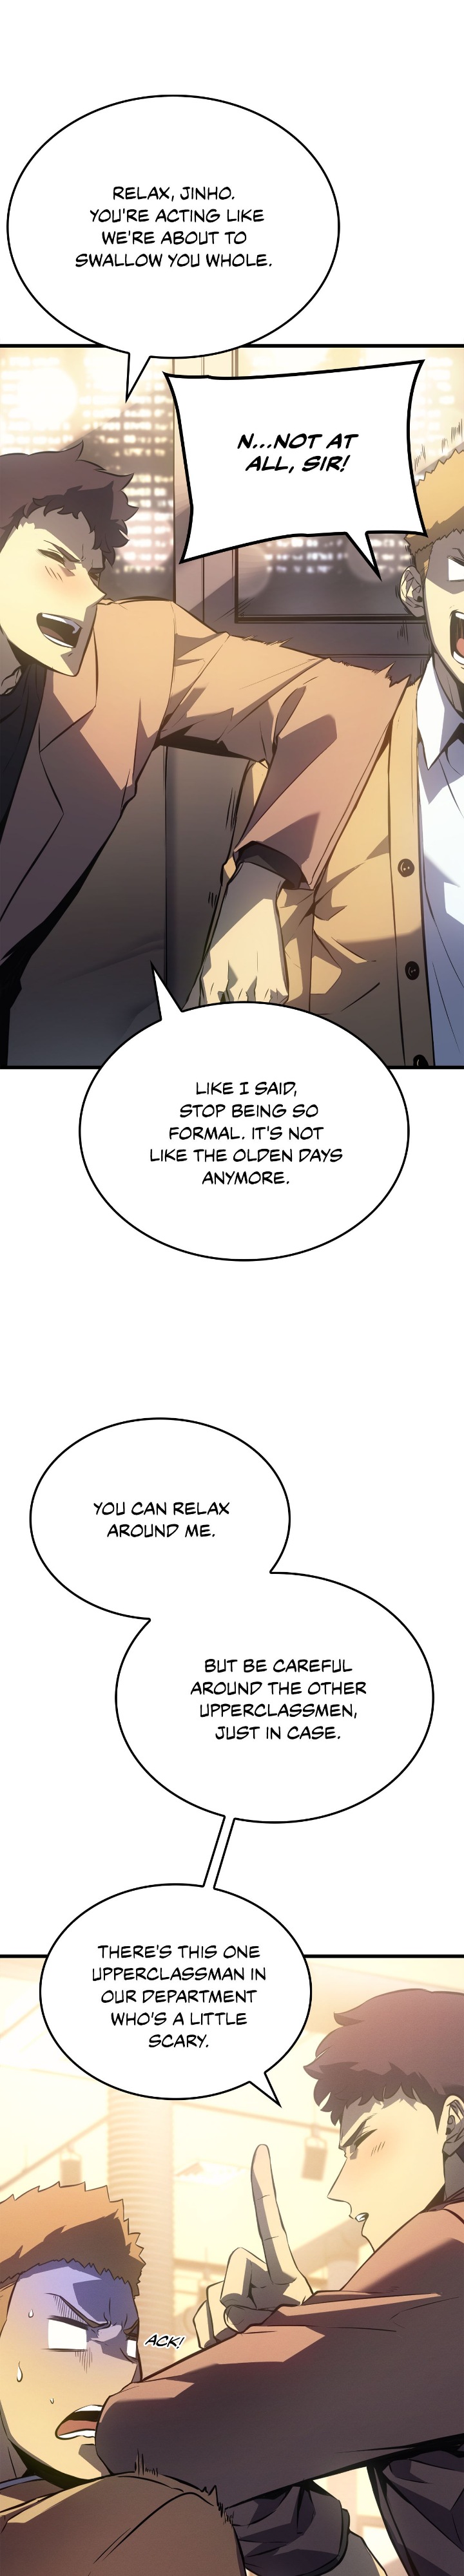 RELAX, JINHO.
YOU'RE ACTING LIKE
WE'RE ABOUT TO
SWALLOW YOU WHOLE.
N...NOT AT
ALL, SIR!
LIKE I SAID,
STOP BEING SO
FORMAL. IT'S NOT
LIKE THE OLDEN DAYS
ANYMORE.
YOU CAN RELAX
AROUND ME.
BUT BE CAREFUL
AROUND THE OTHER
UPPERCLASSMEN,
JUST IN CASE.
THERE'S THIS ONE
UPPERCLASSMAN IN
OUR DEPARTMENT
WHO'S A LITTLE
SCARY.
ACK!